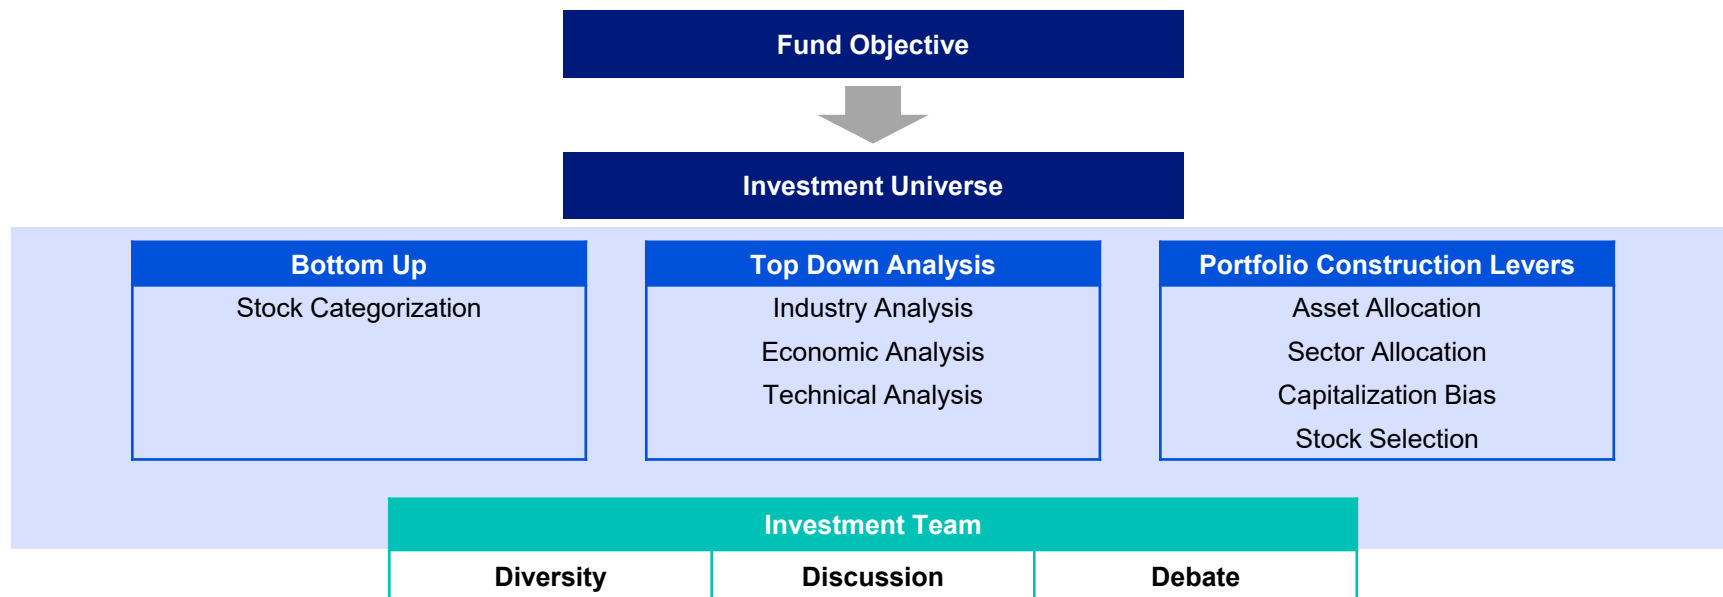 Fund Objective
Investment Universe
Bottom Up
Stock Categorization
Top Down Analysis
Industry Analysis
Economic Analysis
Technical Analysis
Portfolio Construction Levers
Asset Allocation
Sector Allocation
Capitalization Bias
Stock Selection
Investment Team
Diversity
Discussion
Debate